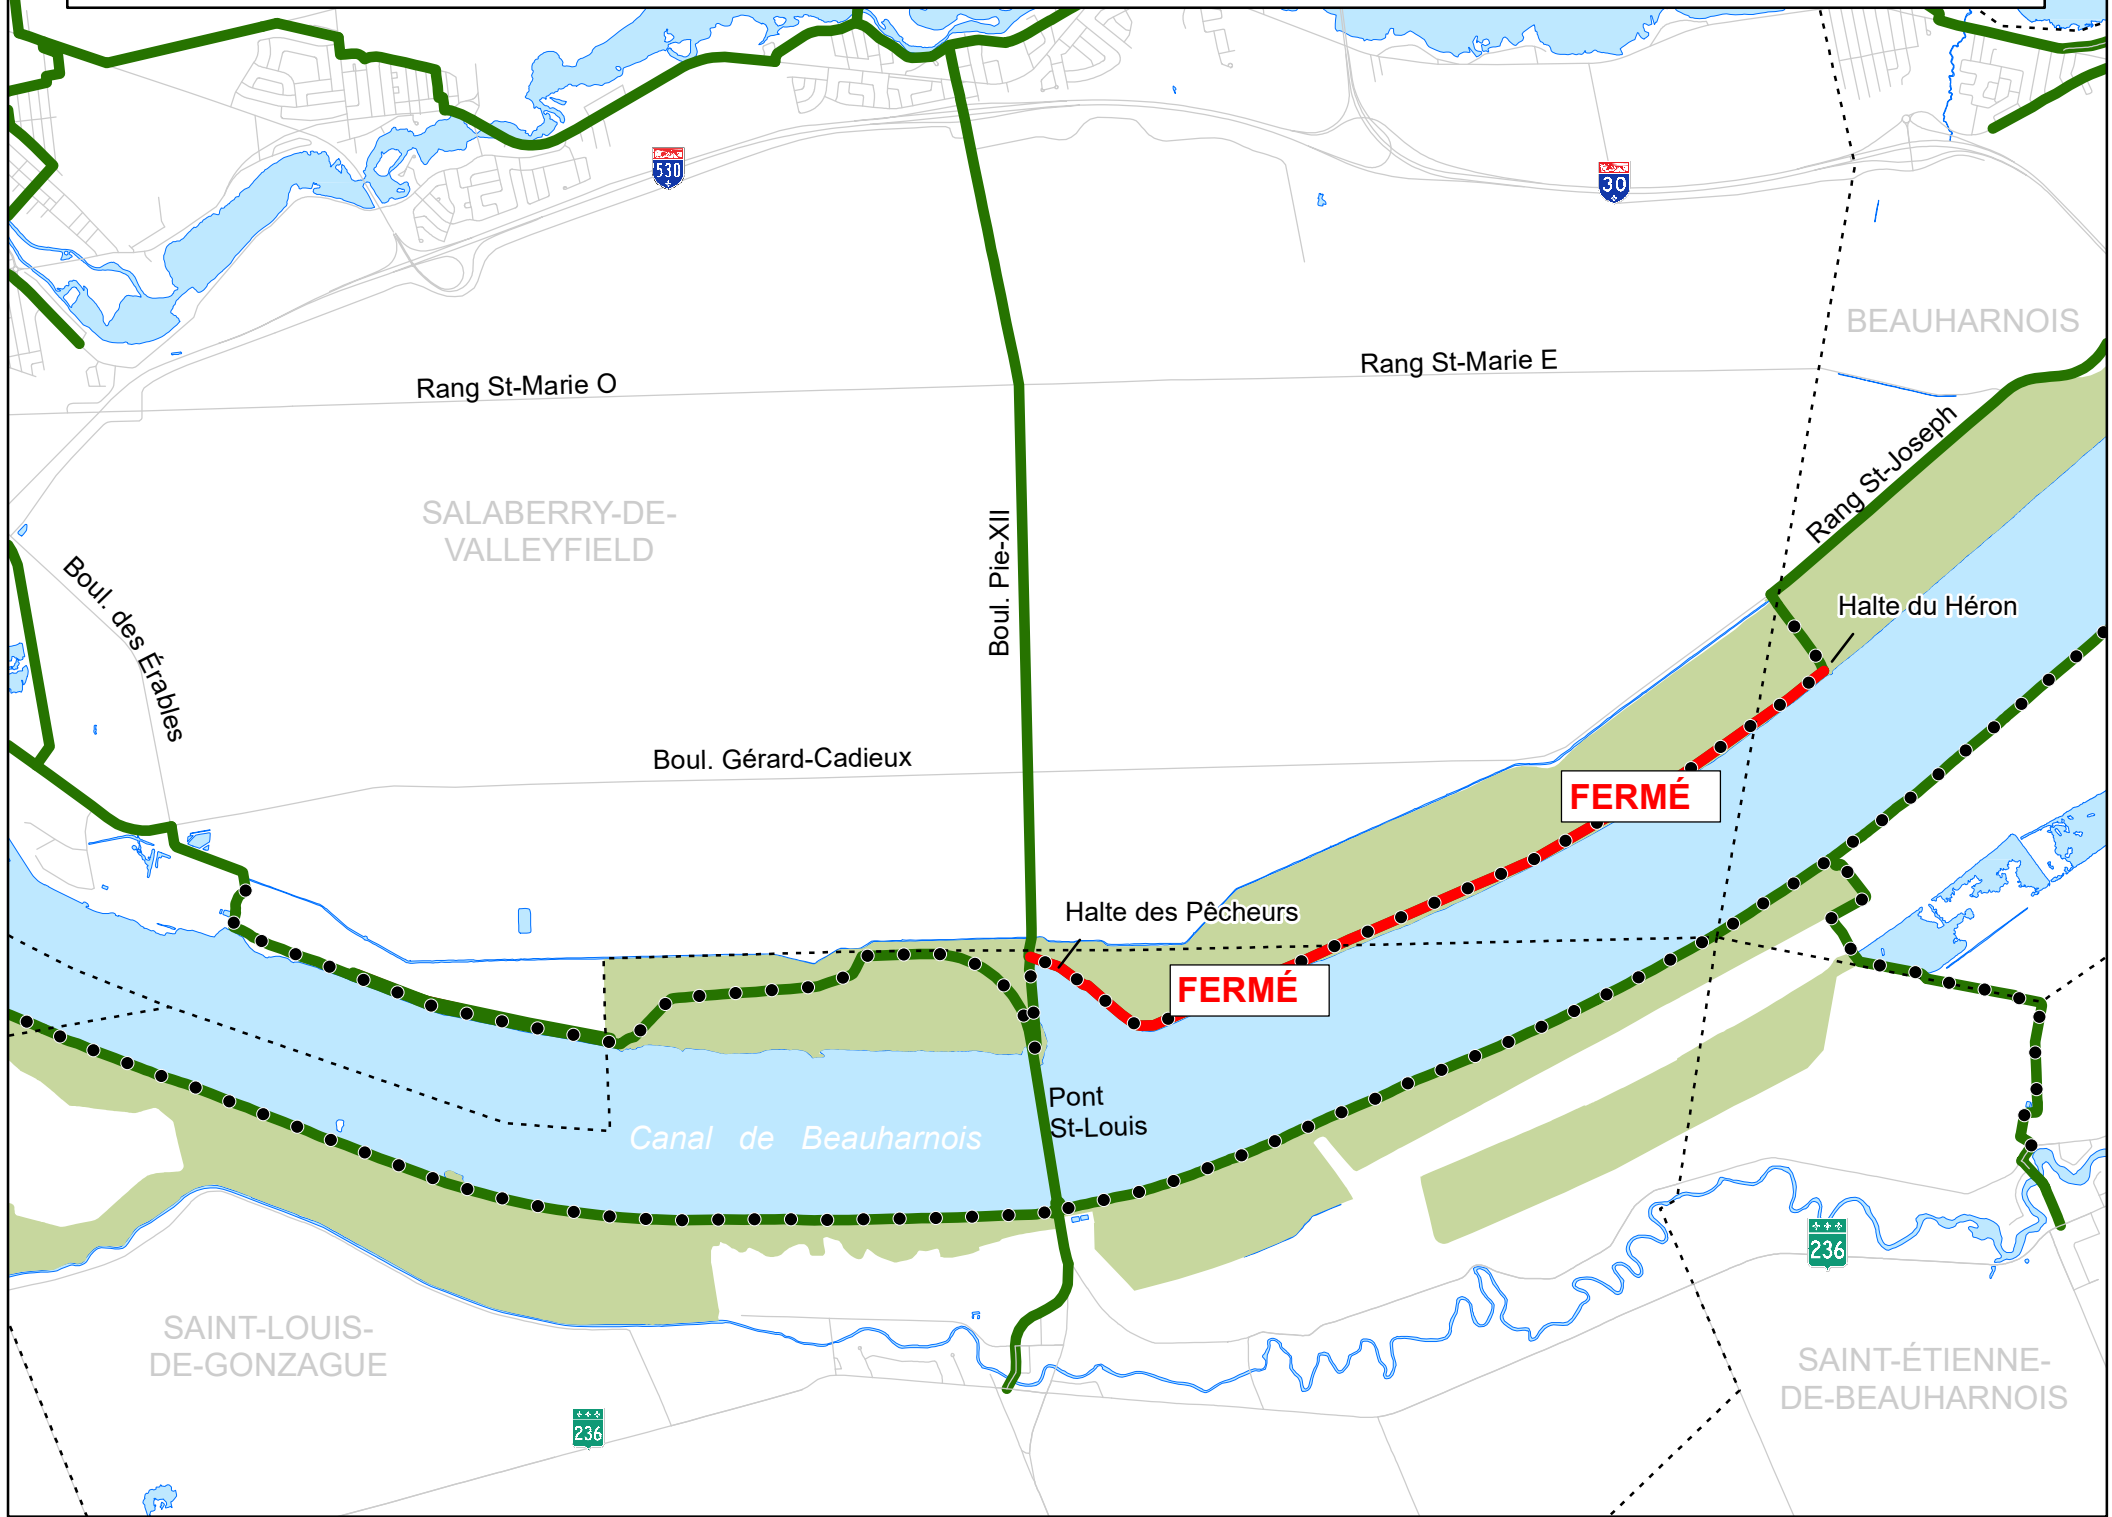 530
30
BEAUHARNOIS
Rang St-Marie E
Rang St-Marie O
Rang St-Joseph
SALABERRY-DE-
VALLEYFIELD
Boul. Pie-XII
Boul. des Érables
Halte du Héron
Boul. Gérard-Cadieux
FERMÉ
Halte des Pêcheurs
FERMÉ
Pont
St-Louis
Canal de Beauharnois
236
SAINT-LOUIS-
DE-GONZAGUE
SAINT-ÉTIENNE-
DE-BEAUHARNOIS
236